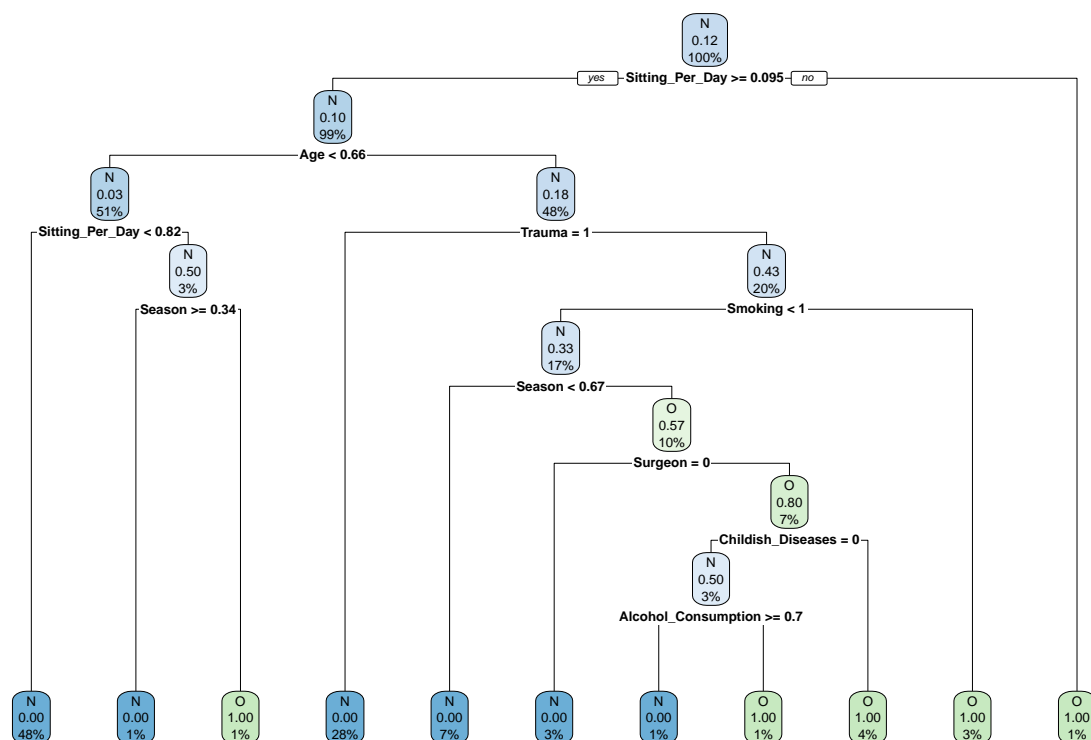 N
0.12
100%
yes Sitting_Per_Day >= 0.095 no
N
0.10
99%
Age < 0.66
N
0.03
51%
N
0.18
48%
Sitting_Per_Day < 0.82
Trauma = 1
N
0.50
3%
N
0.43
20%
Season >= 0.34
Smoking < 1
N
0.33
17%
Season < 0.67
O
0.57
10%
Surgeon = 0
O
0.80
7%
Childish_Diseases = 0
N
0.50
3%
Alcohol_Consumption >= 0.7
N
0.00
48%
N
0.00
1%
O
1.00
1%
N
0.00
28%
N
0.00
7%
N
0.00
3%
N
0.00
1%
O
1.00
1%
O
1.00
4%
O
1.00
3%
O
1.00
1%